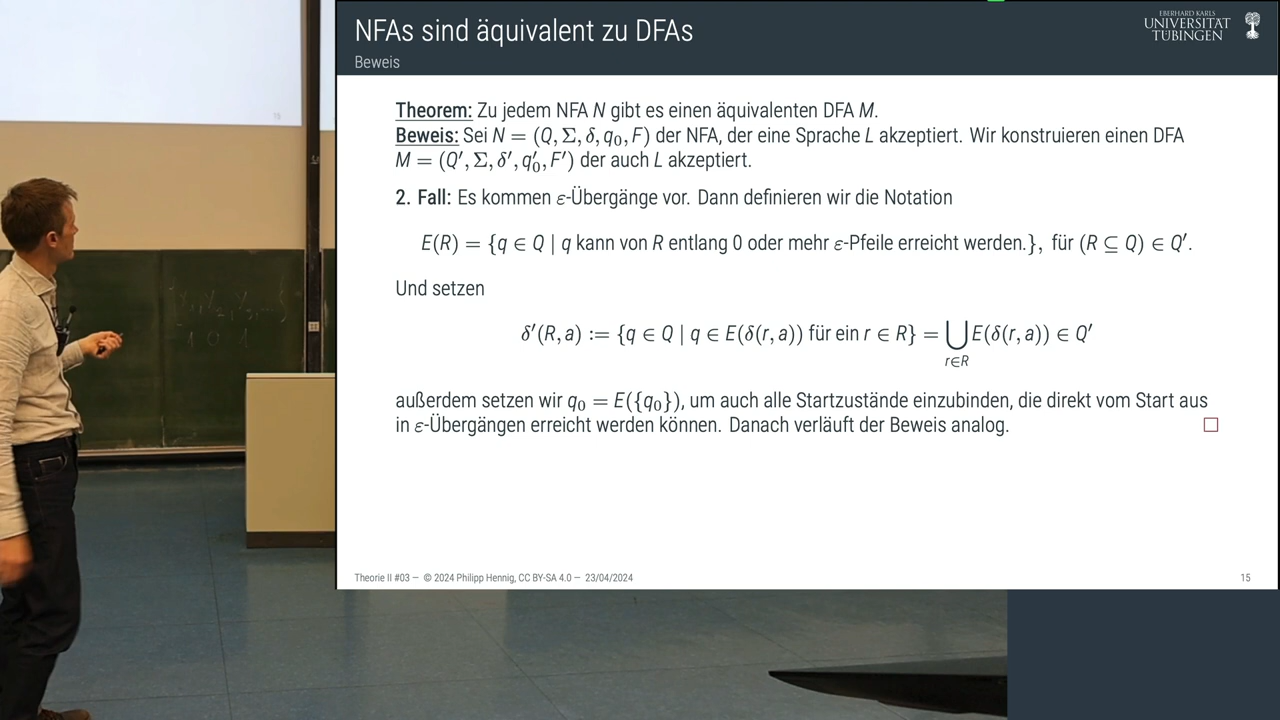 NFAs sind äquivalent zu DFAs
Beweis
EBERHARD KARLS
UNIVERSITÄT
TÜBINGEN
Theorem: Zu jedem NFA N gibt es einen äquivalenten DFA M.
Beweis: Sei N = (Q, Σ, δ, q₀, F) der NFA, der eine Sprache L akzeptiert. Wir konstruieren einen DFA
M = (Q′, Σ, δ′, q′₀, F′) der auch L akzeptiert.
2. Fall: Es kommen ε-Übergänge vor. Dann definieren wir die Notation
E(R) = {q ∈ Q | q kann von R entlang 0 oder mehr ε-Pfeile erreicht werden.}, für (R ⊆ Q) ∈ Q′.
Und setzen
δ′(R, a) := {q ∈ Q | q ∈ E(δ(r, a)) für ein r ∈ R} = ⋃ E(δ(r, a)) ∈ Q′
r∈R
außerdem setzen wir q₀ = E({q₀}), um auch alle Startzustände einzubinden, die direkt vom Start aus
in ε-Übergängen erreicht werden können. Danach verläuft der Beweis analog. □
Theorie II #03 — © 2024 Philipp Hennig, CC BY-SA 4.0 — 23/04/2024
15